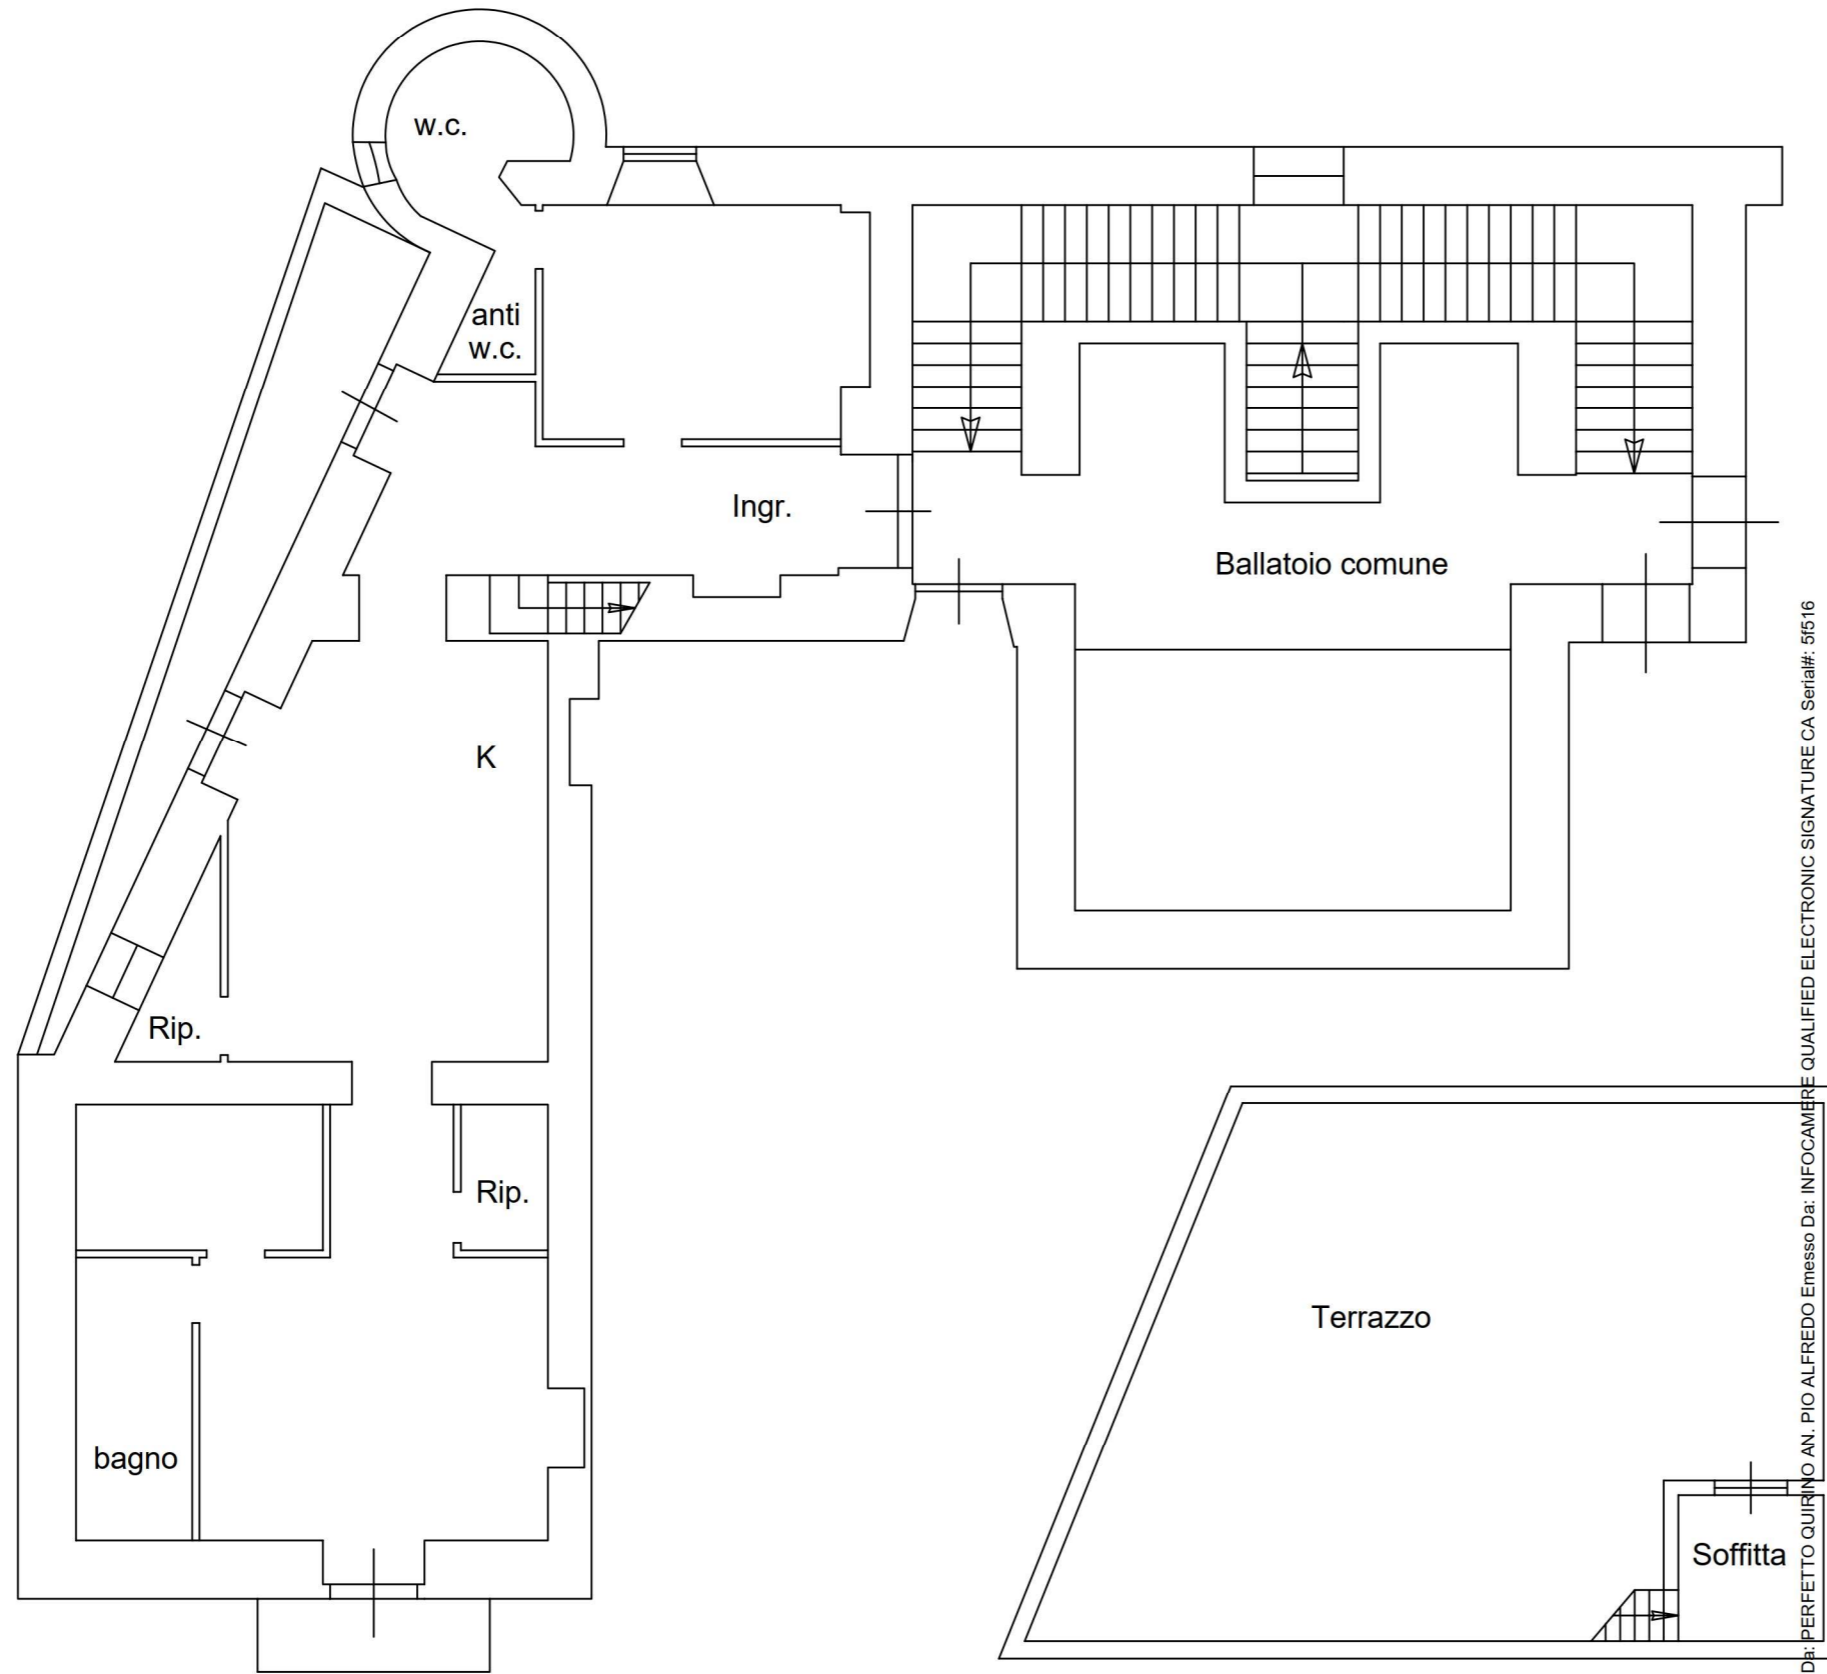 w.c.
anti
w.c.
Ingr.
Ballatoio comune
K
Rip.
Rip.
Terrazzo
bagno
Soffitta
Da: PERFETTO QUIRINO AN. PIO ALFREDO Emesso Da: INFOCAMERE QUALIFIED ELECTRONIC SIGNATURE CA Serial#: 5f516